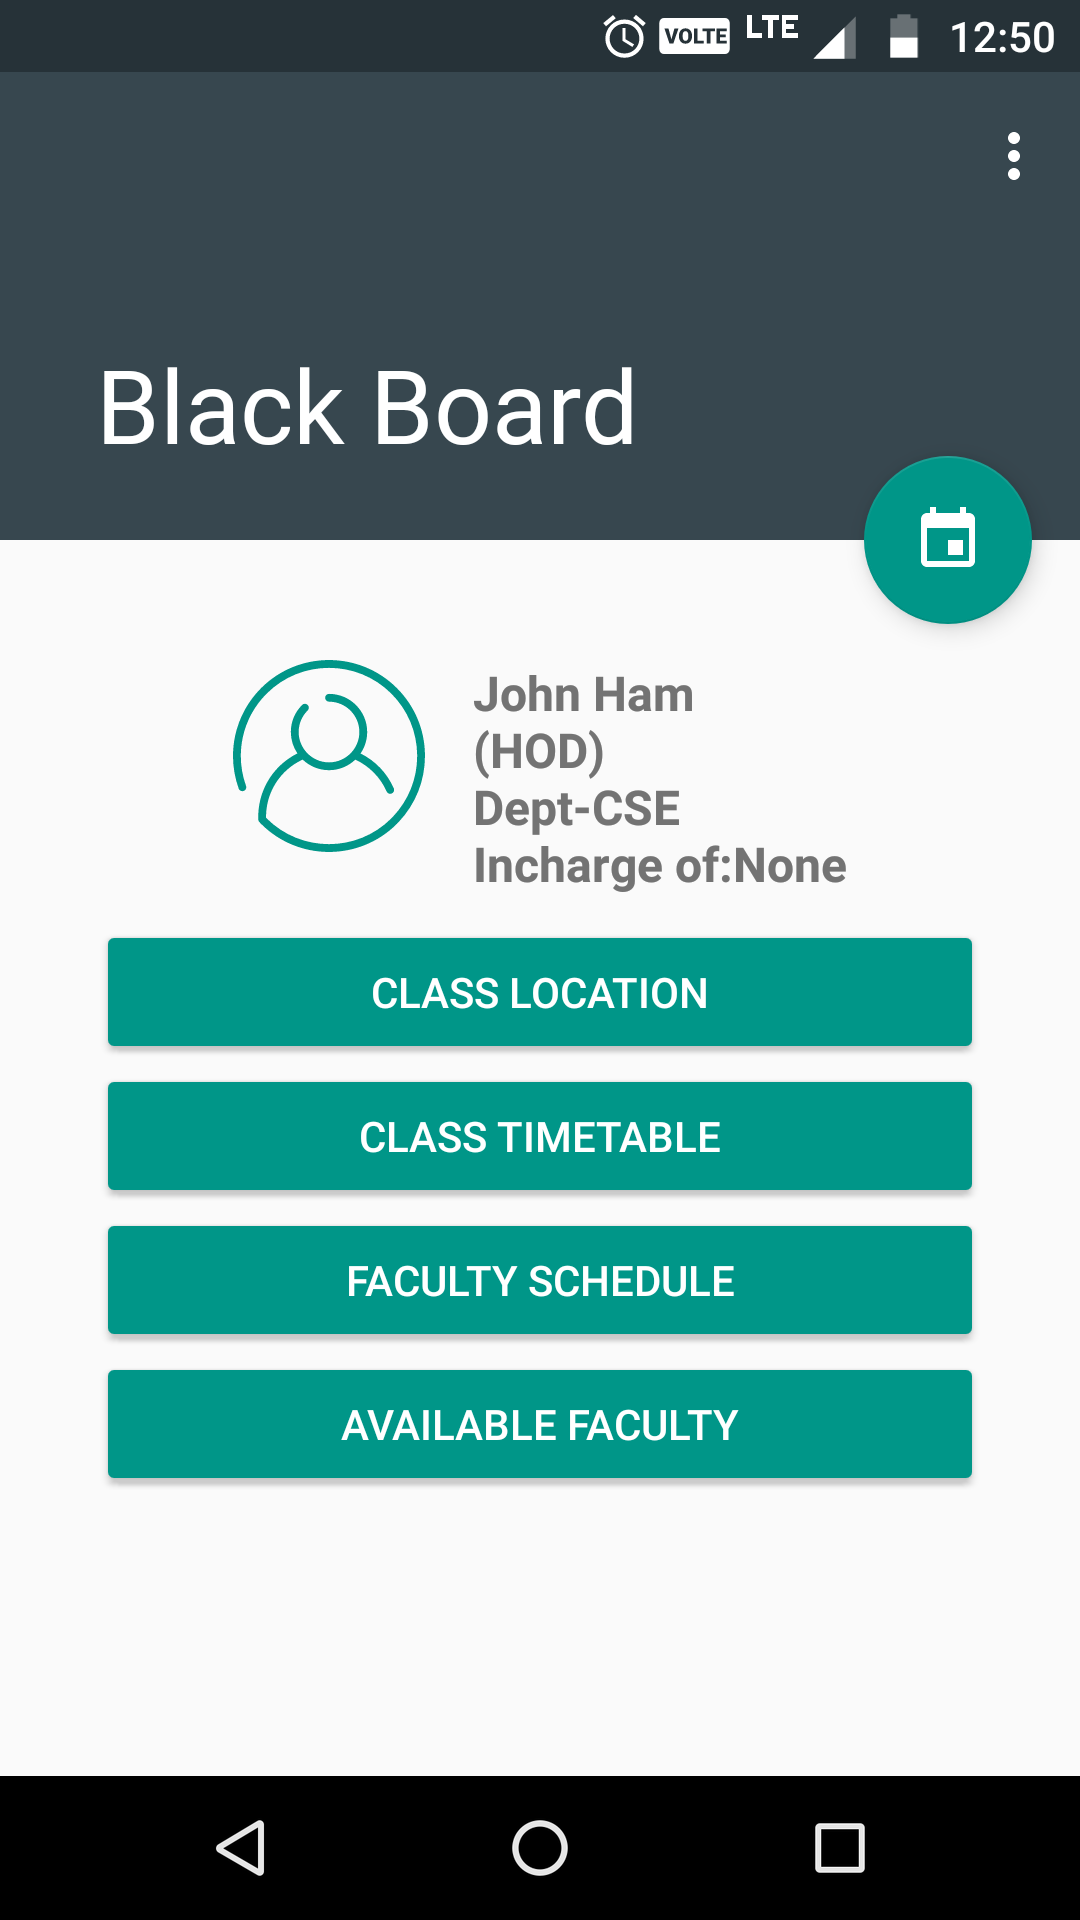 VOLTE LTE 12:50
Black Board
John Ham
(HOD)
Dept-CSE
Incharge of:None
CLASS LOCATION
CLASS TIMETABLE
FACULTY SCHEDULE
AVAILABLE FACULTY